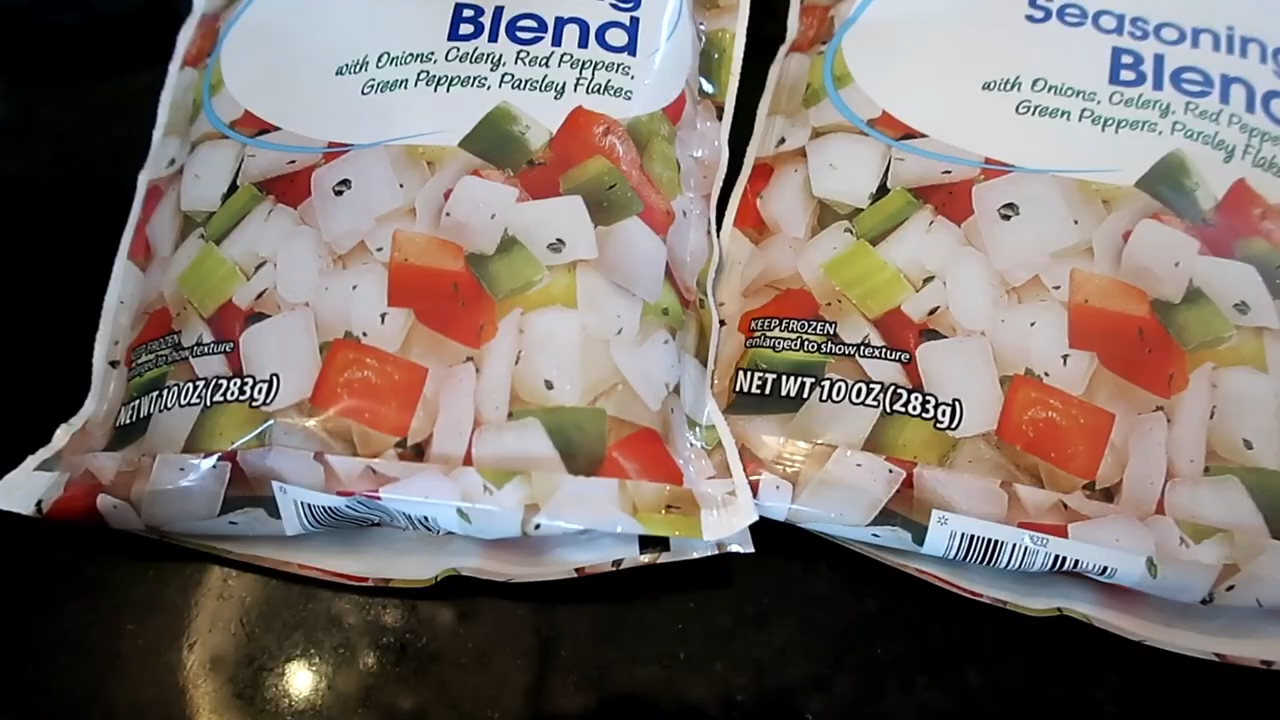 Blend
with Onions, Celery, Red Peppers,
Green Peppers, Parsley Flakes
KEEP FROZEN
enlarged to show texture
NET WT 10 OZ (283g)
Seasoning
Blend
with Onions, Celery, Red Peppe
Green Peppers, Parsley Flak
KEEP FROZEN
enlarged to show texture
NET WT 10 OZ (283g)